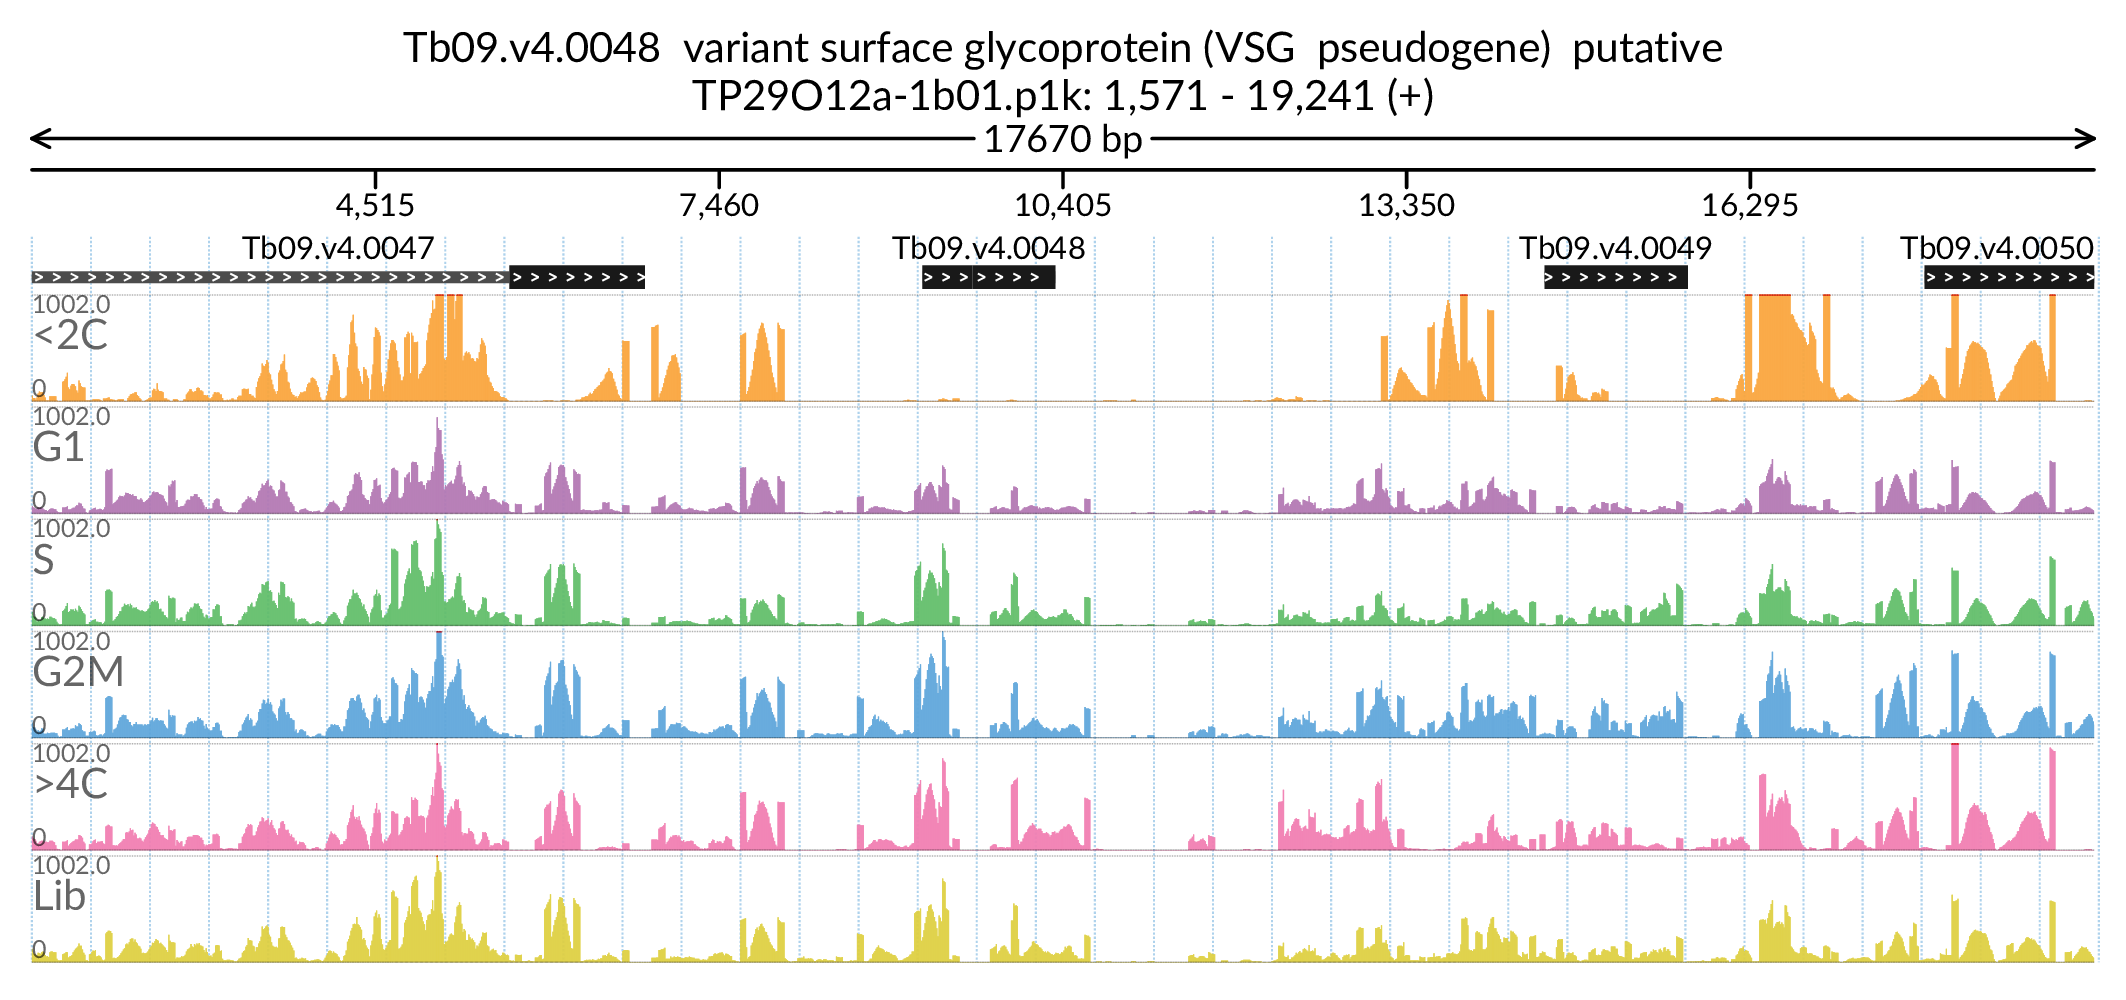 Tb09.v4.0048 variant surface glycoprotein (VSG pseudogene) putative
TP29O12a-1b01.p1k: 1,571 - 19,241 (+)
17670 bp
4,515 7,460 10,405 13,350 16,295
Tb09.v4.0047 Tb09.v4.0048 Tb09.v4.0049 Tb09.v4.0050
1002.0
<2C
0
1002.0
G1
0
1002.0
S
0
1002.0
G2M
0
1002.0
>4C
0
1002.0
Lib
0